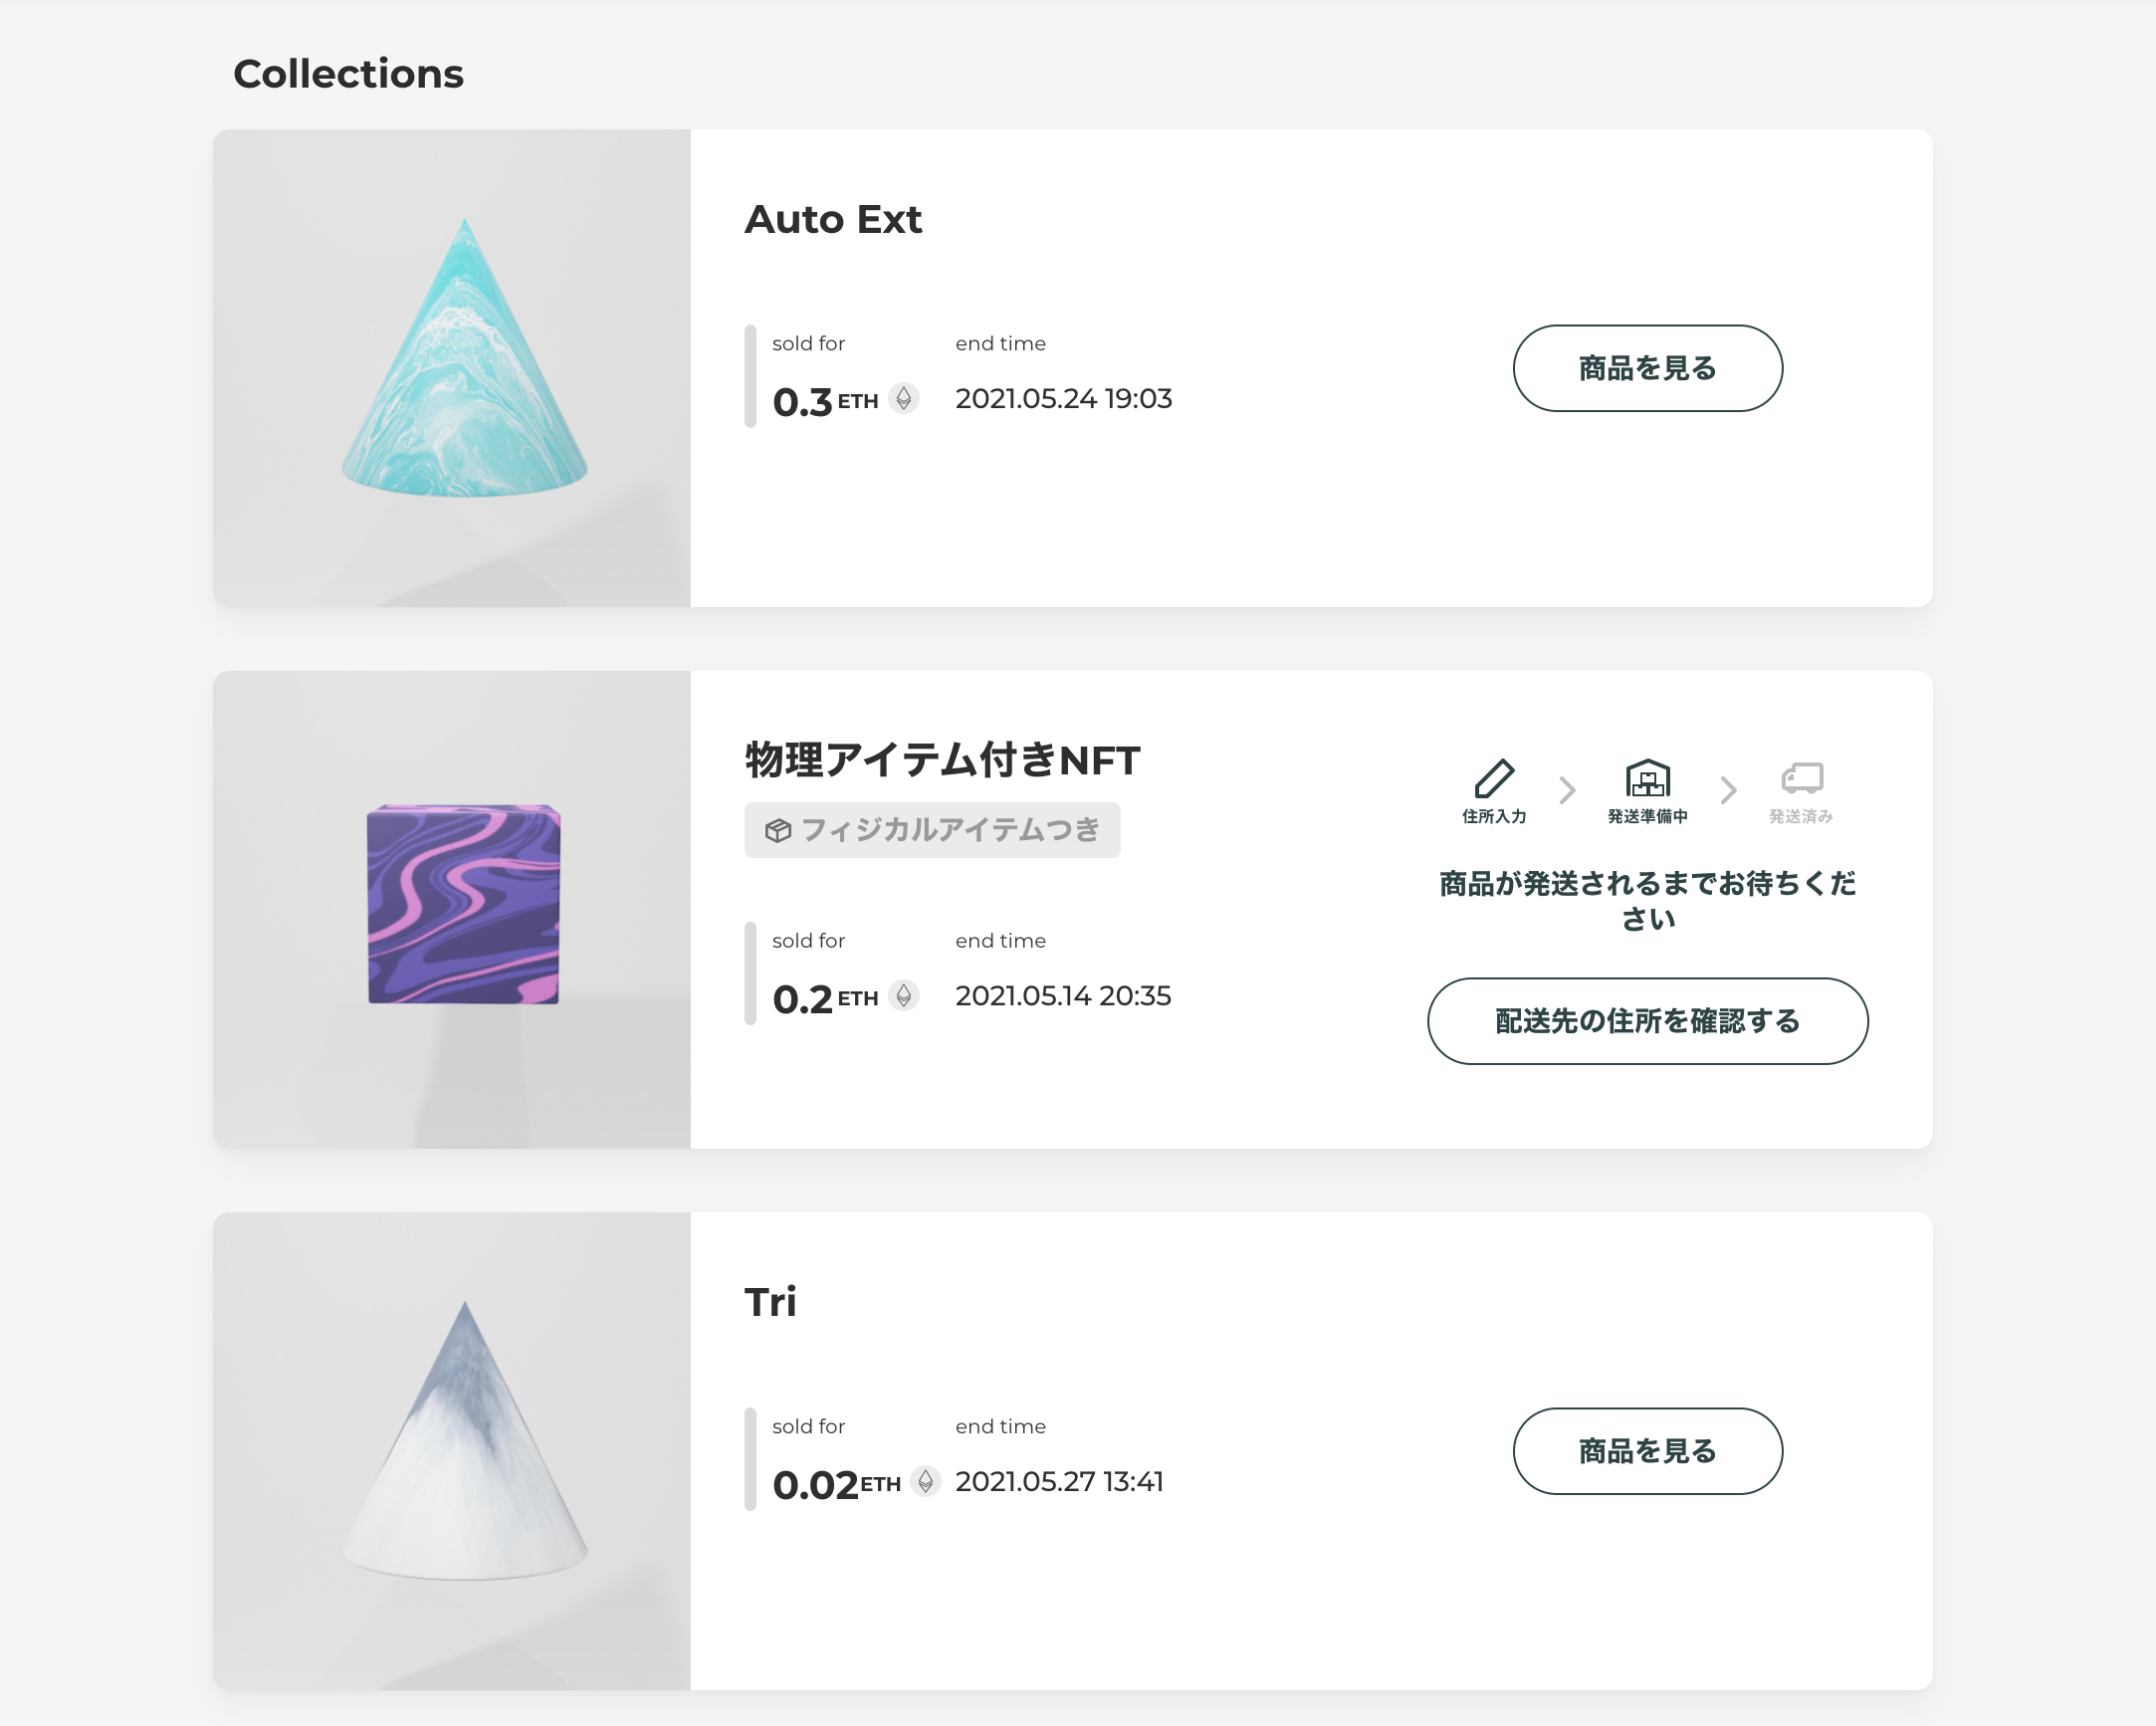 Collections
Auto Ext
sold for end time
0.3 ETH 2021.05.24 19:03
商品を見る
物理アイテム付きNFT
フィジカルアイテムつき
sold for end time
0.2 ETH 2021.05.14 20:35
住所入力 発送準備中 発送済み
商品が発送されるまでお待ちくだ
さい
配送先の住所を確認する
Tri
sold for end time
0.02 ETH 2021.05.27 13:41
商品を見る